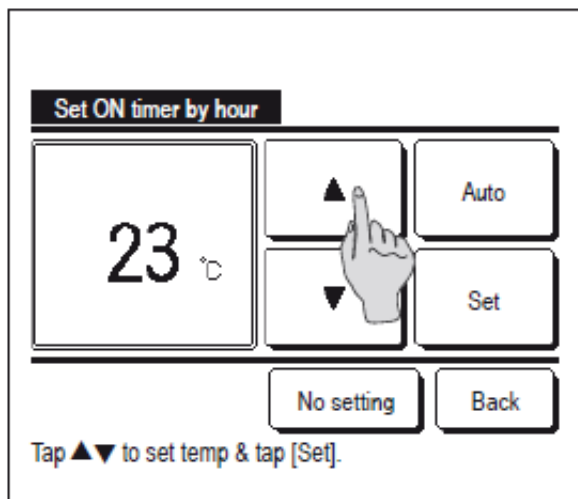 Set ON timer by hour
23 °C
▲
Auto
▼
Set
No setting
Back
Tap ▲▼ to set temp & tap [Set].